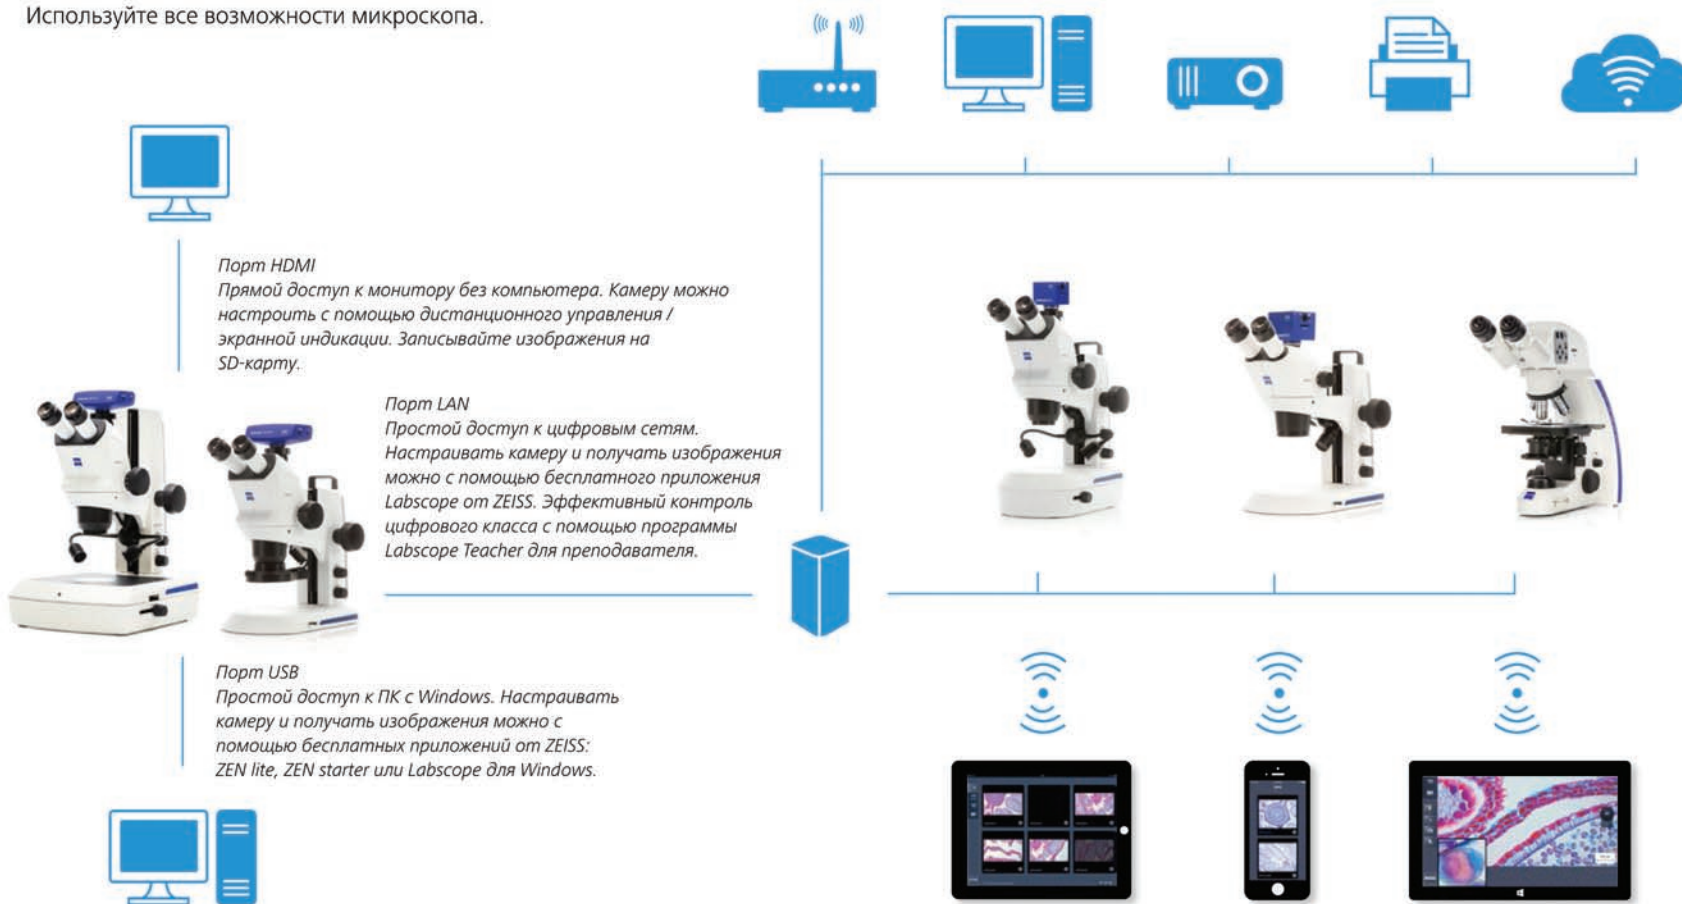 Используйте все возможности микроскопа.
Порт HDMI
Прямой доступ к монитору без компьютера. Камеру можно
настроить с помощью дистанционного управления /
экранной индикации. Записывайте изображения на
SD-карту.
Порт LAN
Простой доступ к цифровым сетям.
Настраивать камеру и получать изображения
можно с помощью бесплатного приложения
Labscope от ZEISS. Эффективный контроль
цифрового класса с помощью программы
Labscope Teacher для преподавателя.
Порт USB
Простой доступ к ПК с Windows. Настраивать
камеру и получать изображения можно с
помощью бесплатных приложений от ZEISS:
ZEN lite, ZEN starter или Labscope для Windows.